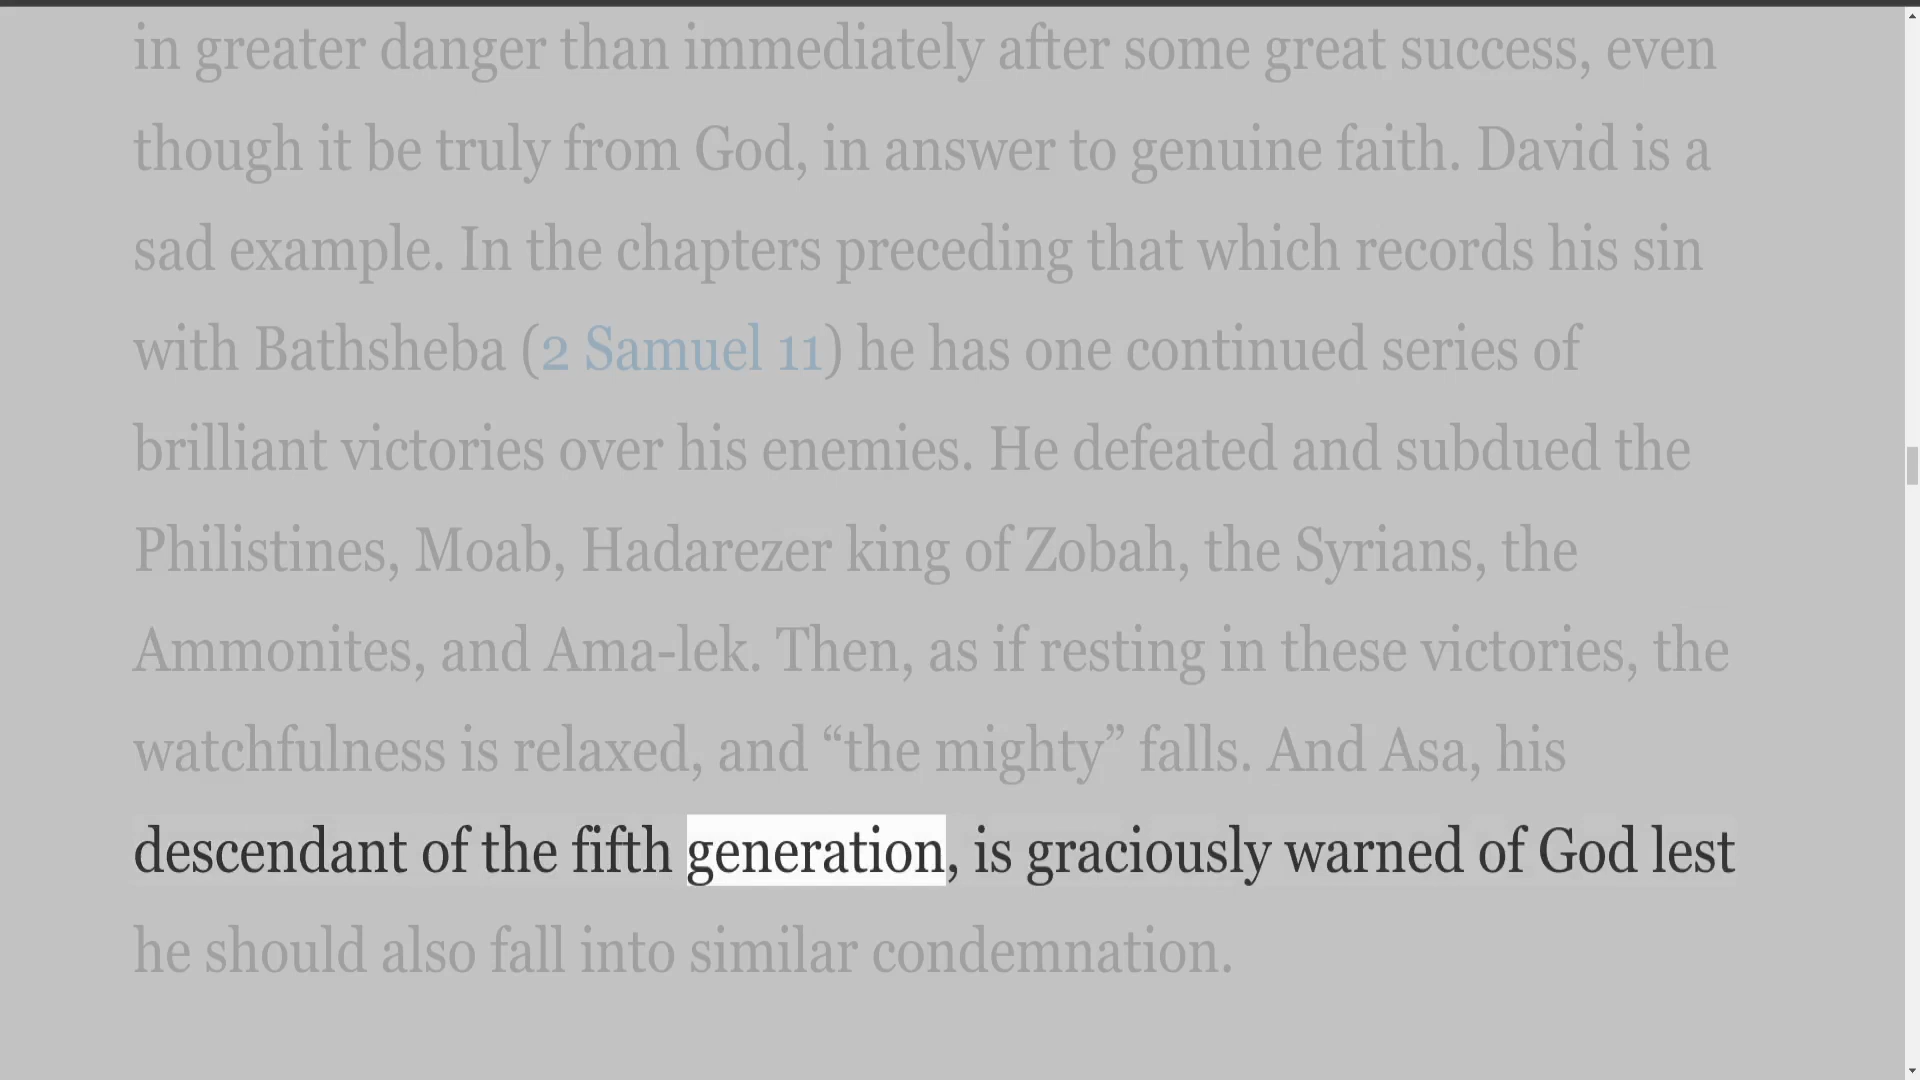 in greater danger than immediately after some great success, even
though it be truly from God, in answer to genuine faith. David is a
sad example. In the chapters preceding that which records his sin
with Bathsheba (2 Samuel 11) he has one continued series of
brilliant victories over his enemies. He defeated and subdued the
Philistines, Moab, Hadarezer king of Zobah, the Syrians, the
Ammonites, and Ama-lek. Then, as if resting in these victories, the
watchfulness is relaxed, and “the mighty” falls. And Asa, his
descendant of the fifth generation, is graciously warned of God lest
he should also fall into similar condemnation.